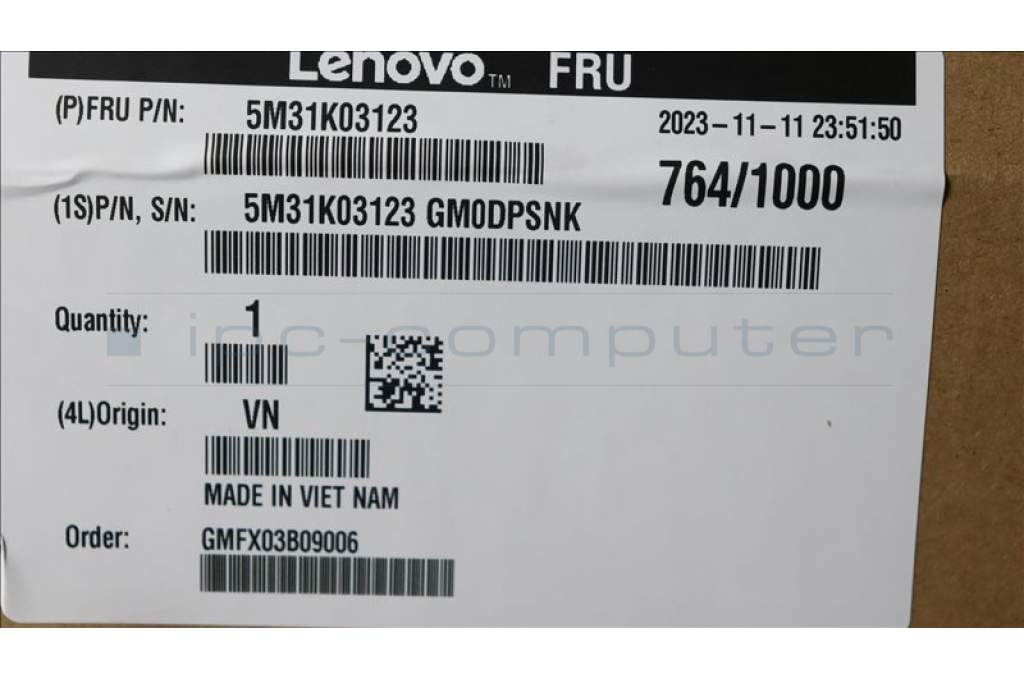 Lenovo™ FRU
(P)FRU P/N: 5M31K03123
2023-11-11 23:51:50
764/1000
(1S)P/N, S/N: 5M31K03123 GM0DPSNK
Quantity: 1
ipc-computer
(4L)Origin: VN
MADE IN VIET NAM
Order: GMFX03B09006